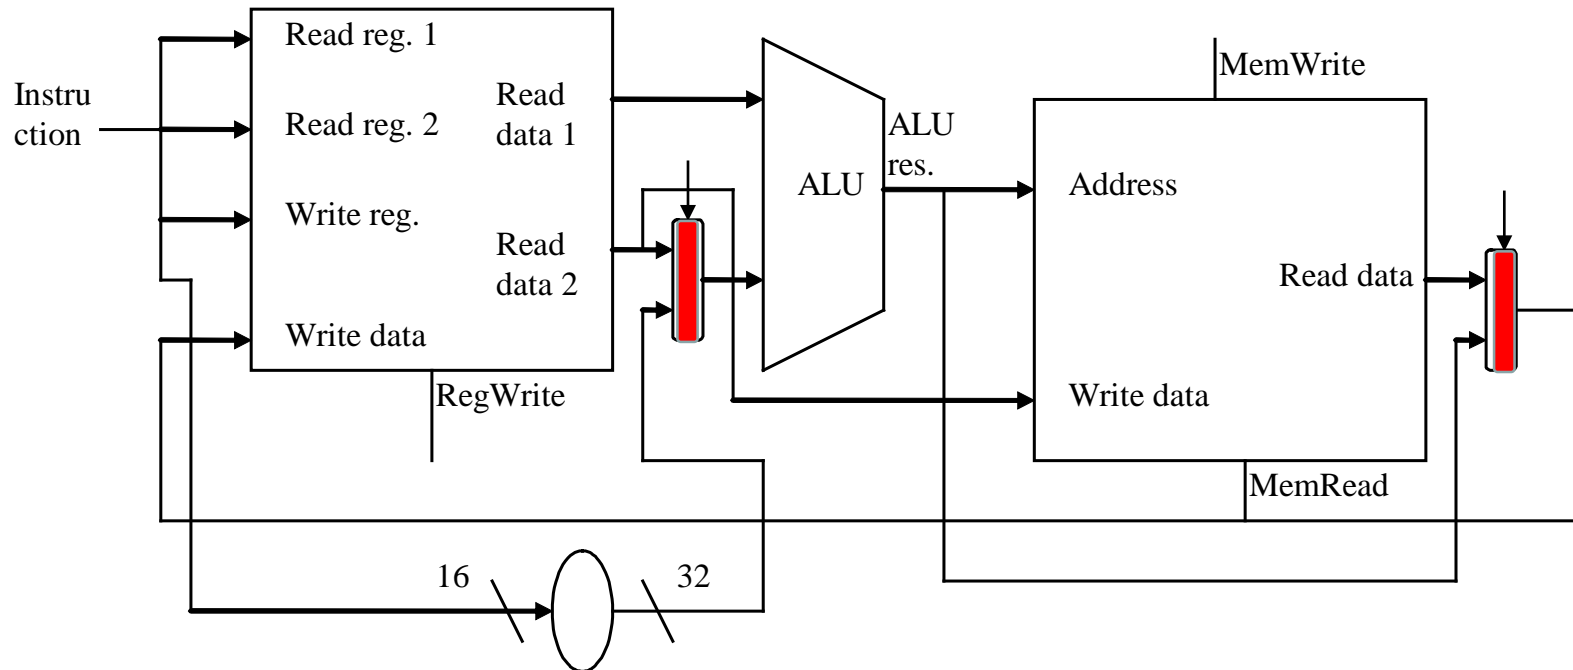 Read reg. 1
MemWrite
Instru
ction
Read
data 1
Read reg. 2
ALU
res.
ALU
Address
Write reg.
Read
data 2
Read data
Write data
RegWrite
Write data
MemRead
16
32